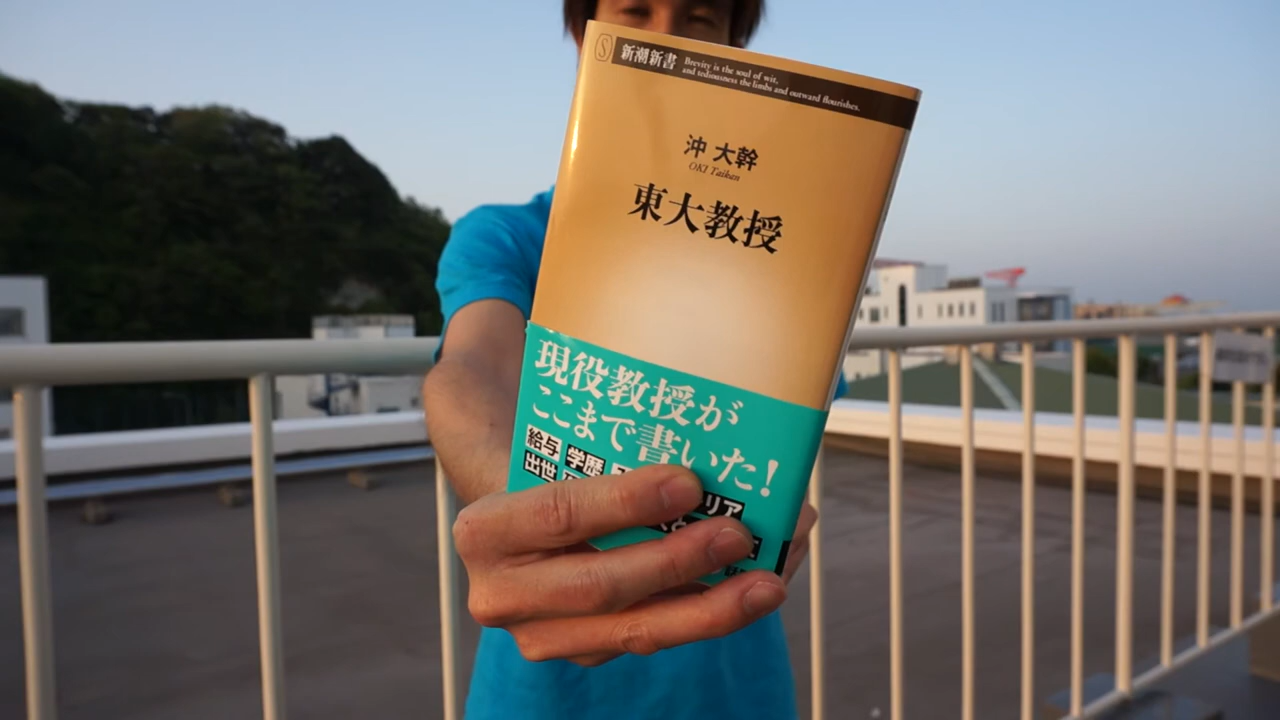 新潮新書
Brevity is the soul of wit,
and tediousness the limbs and outward flourishes.
沖 大幹
OKI Taikan
東大教授
現役教授が
ここまで書いた!
給与 学歴
リア
出世